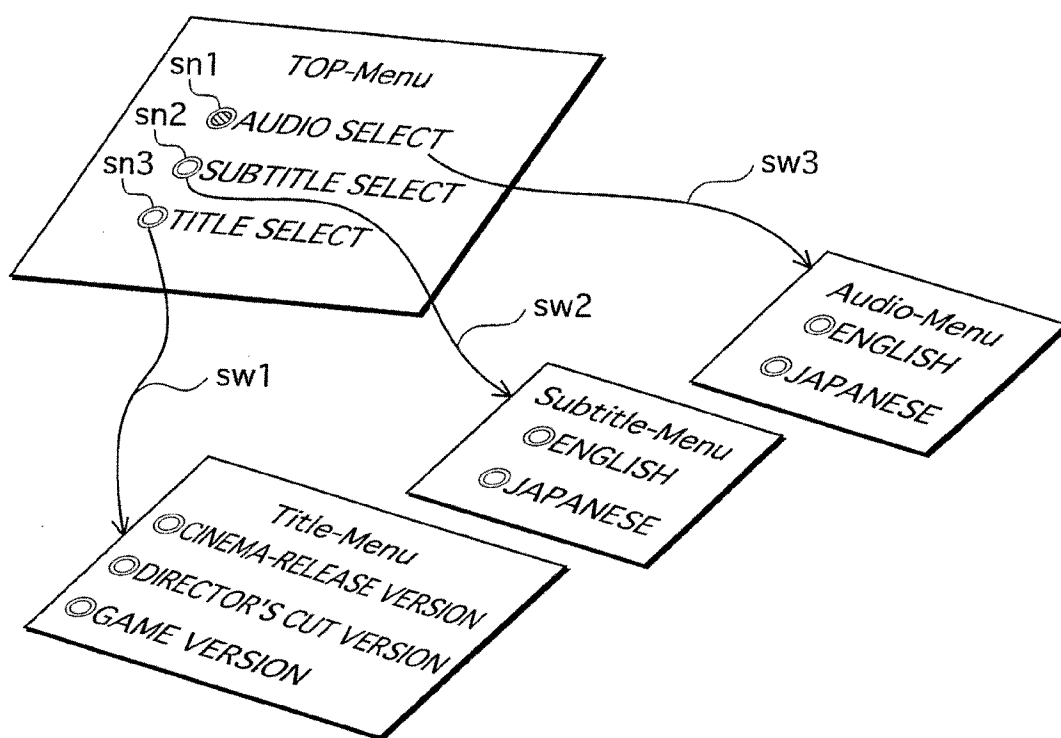 TOP-Menu
sn1
AUDIO SELECT
sn2
SUBTITLE SELECT
sn3
TITLE SELECT
sw3
sw2
sw1
Audio-Menu
ENGLISH
JAPANESE
Subtitle-Menu
ENGLISH
JAPANESE
Title-Menu
CINEMA-RELEASE VERSION
DIRECTOR'S CUT VERSION
GAME VERSION